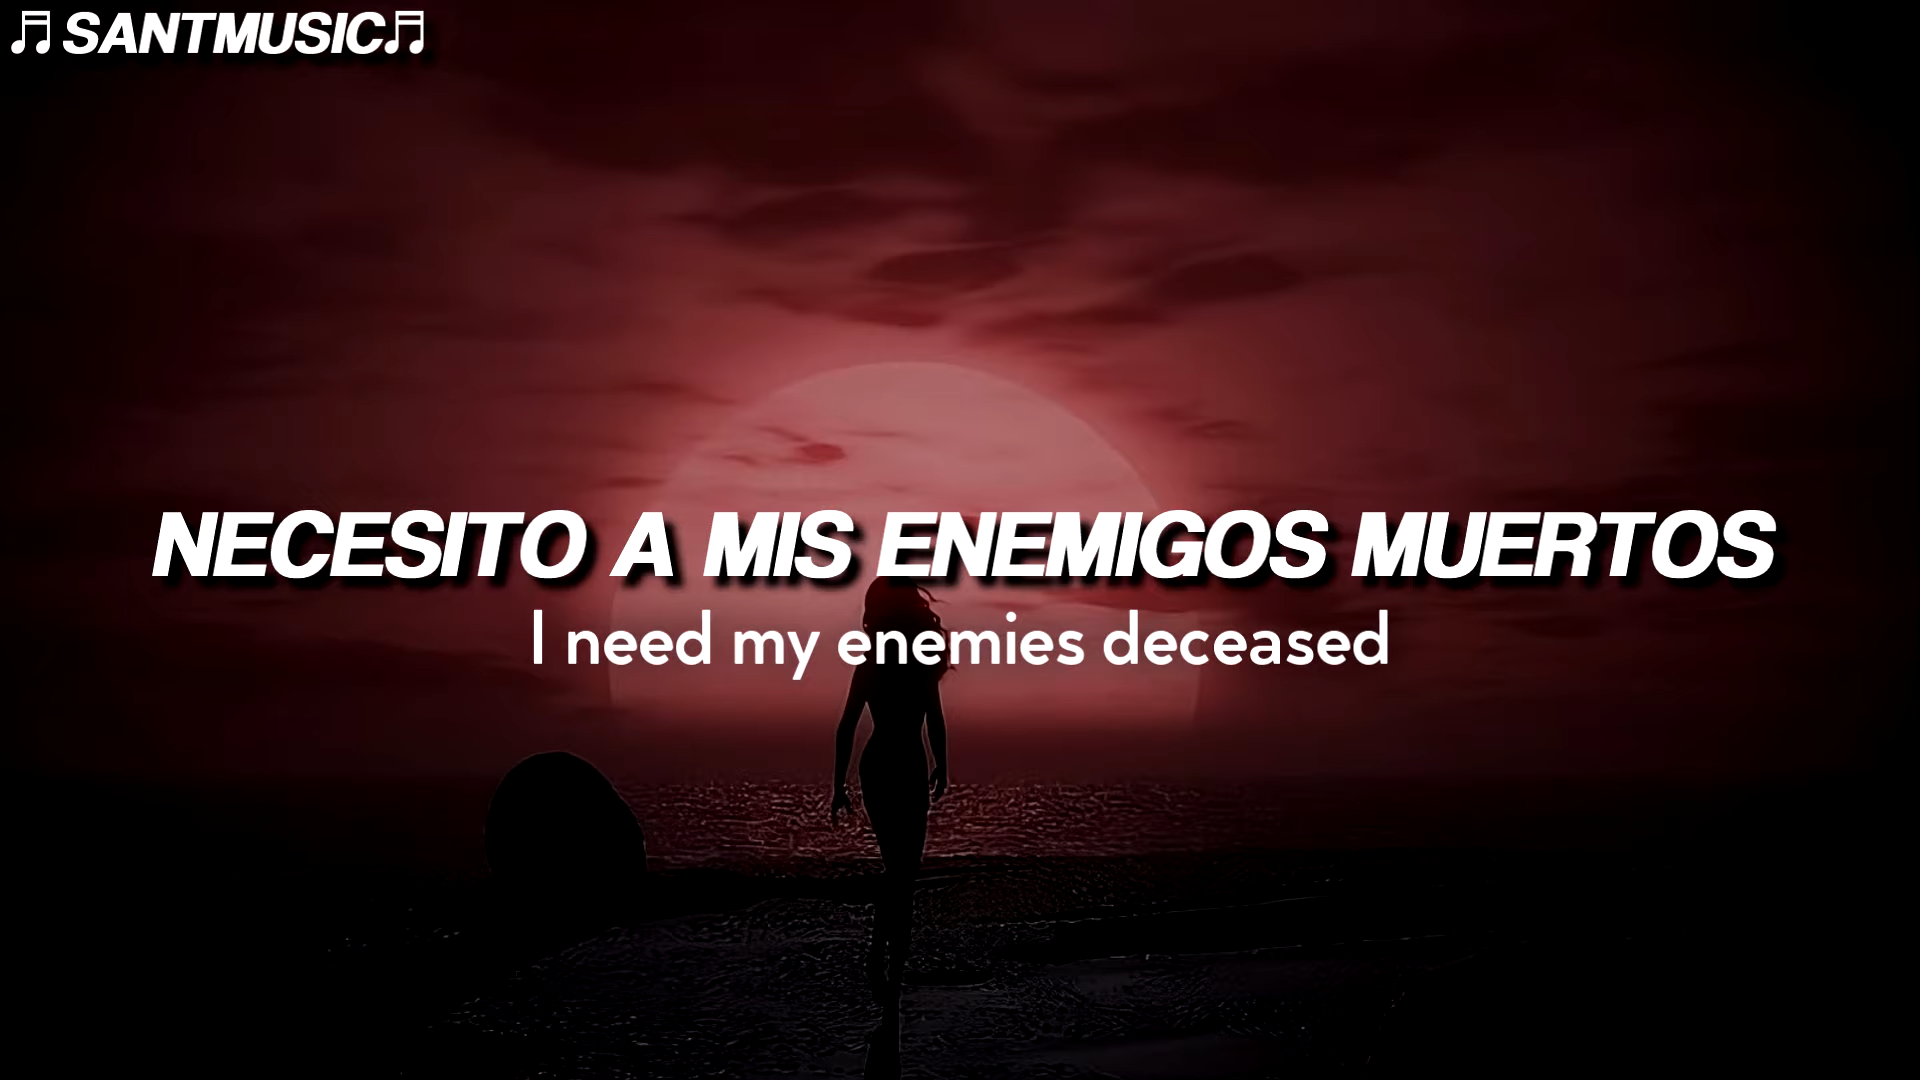 ♫SANTMUSIC♫
NECESITO A MIS ENEMIGOS MUERTOS
I need my enemies deceased